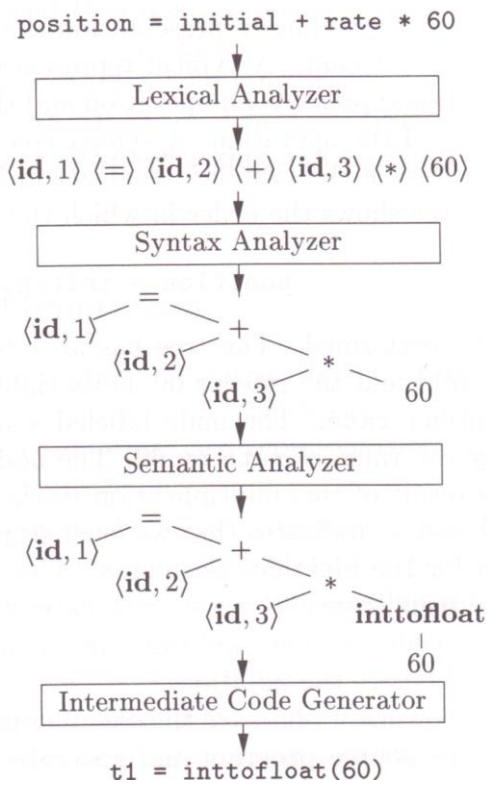 position = initial + rate * 60
Lexical Analyzer
⟨id, 1⟩ ⟨=⟩ ⟨id, 2⟩ ⟨+⟩ ⟨id, 3⟩ ⟨*⟩ ⟨60⟩
Syntax Analyzer
=
⟨id, 1⟩ +
⟨id, 2⟩ *
⟨id, 3⟩ 60
Semantic Analyzer
=
⟨id, 1⟩ +
⟨id, 2⟩ *
⟨id, 3⟩ inttofloat
60
Intermediate Code Generator
t1 = inttofloat(60)